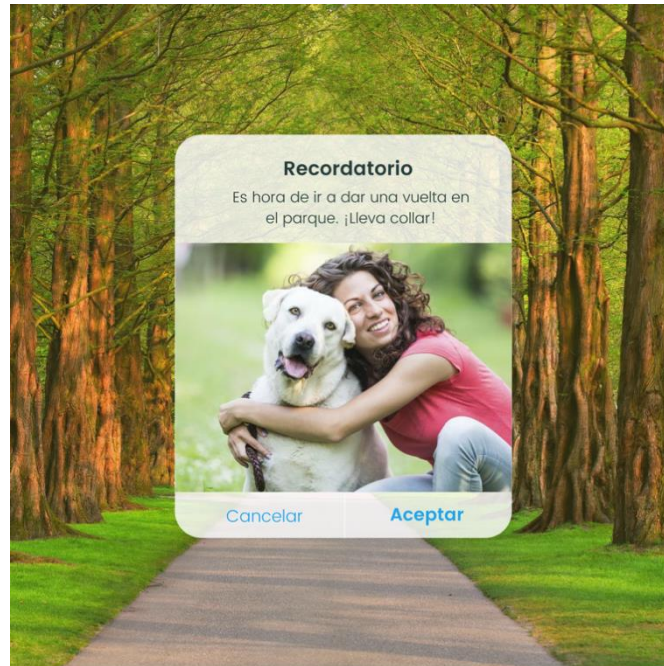 Recordatorio
Es hora de ir a dar una vuelta en
el parque. ¡Lleva collar!
Cancelar
Aceptar